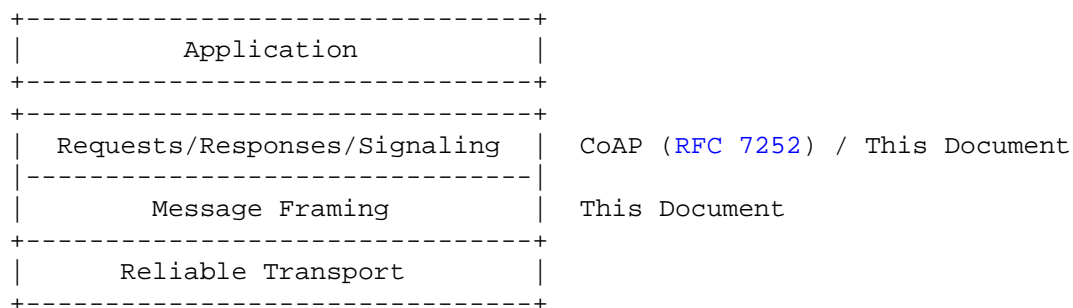 +--------------------------------+
|          Application           |
+--------------------------------+
+--------------------------------+
|  Requests/Responses/Signaling  |  CoAP (RFC 7252) / This Document
|--------------------------------|
|        Message Framing         |  This Document
+--------------------------------+
|      Reliable Transport        |
+--------------------------------+